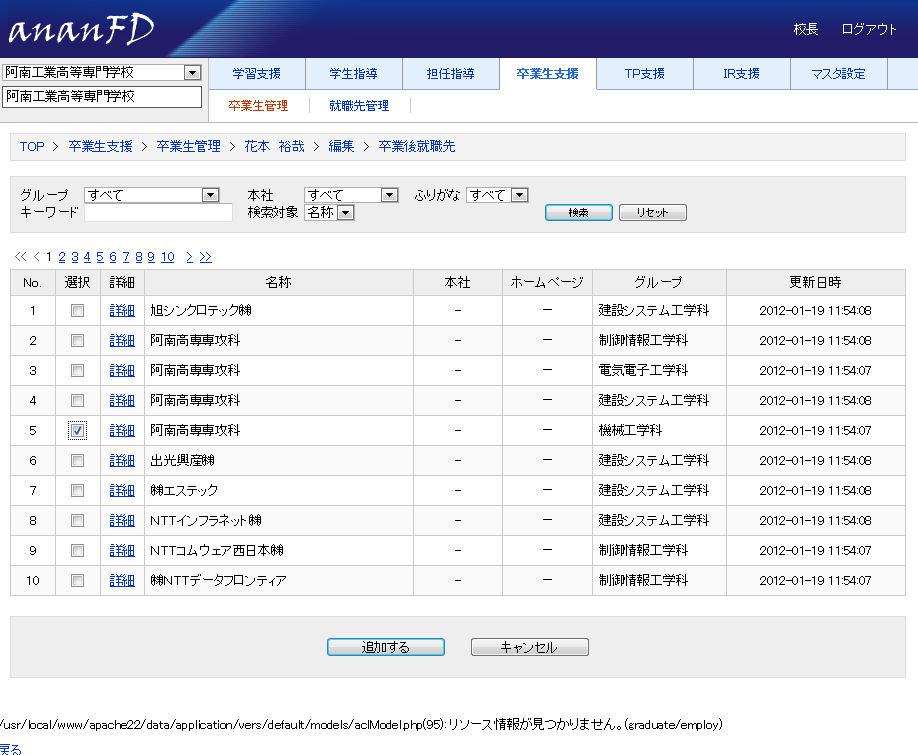 ananFD
校長 ログアウト
阿南工業高等専門学校
阿南工業高等専門学校
学習支援 学生指導 担任指導 卒業生支援 TP支援 IR支援 マスタ設定
卒業生管理 就職先管理
TOP > 卒業生支援 > 卒業生管理 > 花本 裕哉 > 編集 > 卒業後就職先
グループ すべて 本社 すべて ふりがな すべて
キーワード 検索対象 名称 検索 リセット
<< < 1 2 3 4 5 6 7 8 9 10 > >>
No. 選択 詳細 名称 本社 ホームページ グループ 更新日時
1 詳細 旭シンクロテック㈱ − − 建設システム工学科 2012-01-19 11:54:08
2 詳細 阿南高専専攻科 − − 制御情報工学科 2012-01-19 11:54:08
3 詳細 阿南高専専攻科 − − 電気電子工学科 2012-01-19 11:54:07
4 詳細 阿南高専専攻科 − − 建設システム工学科 2012-01-19 11:54:08
5 詳細 阿南高専専攻科 − − 機械工学科 2012-01-19 11:54:07
6 詳細 出光興産㈱ − − 建設システム工学科 2012-01-19 11:54:08
7 詳細 ㈱エステック − − 建設システム工学科 2012-01-19 11:54:08
8 詳細 NTTインフラネット㈱ − − 建設システム工学科 2012-01-19 11:54:08
9 詳細 NTTコムウェア西日本㈱ − − 制御情報工学科 2012-01-19 11:54:07
10 詳細 ㈱NTTデータフロンティア − − 制御情報工学科 2012-01-19 11:54:07
追加する キャンセル
/usr/local/www/apache22/data/application/vers/default/models/aclModel.php(95):リソース情報が見つかりません。(graduate/employ)
戻る